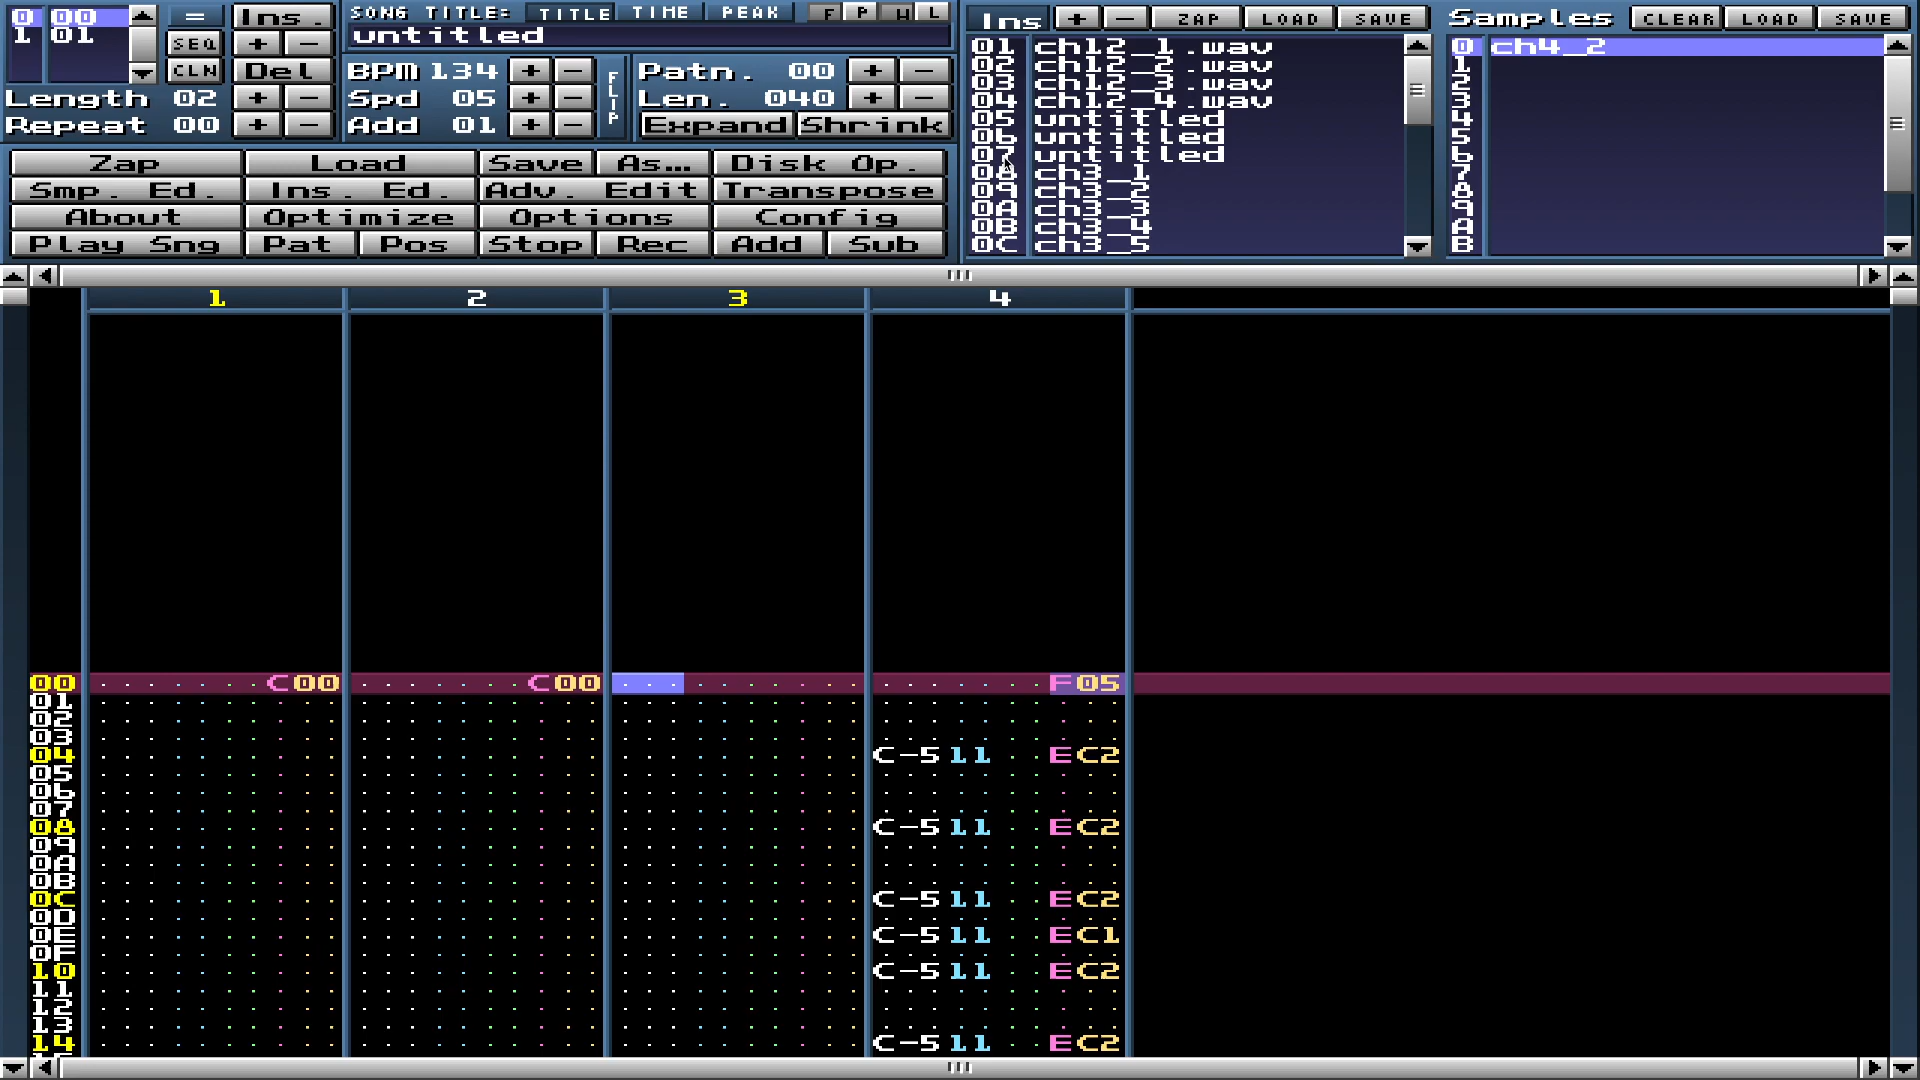 0 00
1 01
=
SEQ
CLN
Ins.
+ -
Del
Length 02 + -
Repeat 00 + -
SONG TITLE: TITLE TIME PEAK F P W L
untitled
BPM 134 + -
Spd 05 + -
Add 01 + -
FLIP
Patn. 00 + -
Len. 040 + -
Expand Shrink
Zap Load Save As... Disk Op.
Smp. Ed. Ins. Ed. Adv. Edit Transpose
About Optimize Options Config
Play Sng Pat Pos Stop Rec Add Sub
Ins + - ZAP LOAD SAVE
01 ch12_1.wav
02 ch12_2.wav
03 ch12_3.wav
04 ch12_4.wav
05 untitled
06 untitled
07 untitled
08 ch3_1
09 ch3_2
0A ch3_3
0B ch3_4
0C ch3_5
Samples CLEAR LOAD SAVE
0 ch4_2
1
2
3
4
5
6
7
8
9
A
B
1 2 3 4
00 C00 C00 F05
01
02
03
04 C-5 11 EC2
05
06
07
08 C-5 11 EC2
09
0A
0B
0C C-5 11 EC2
0D
0E C-5 11 EC1
0F
10 C-5 11 EC2
11
12
13
14 C-5 11 EC2